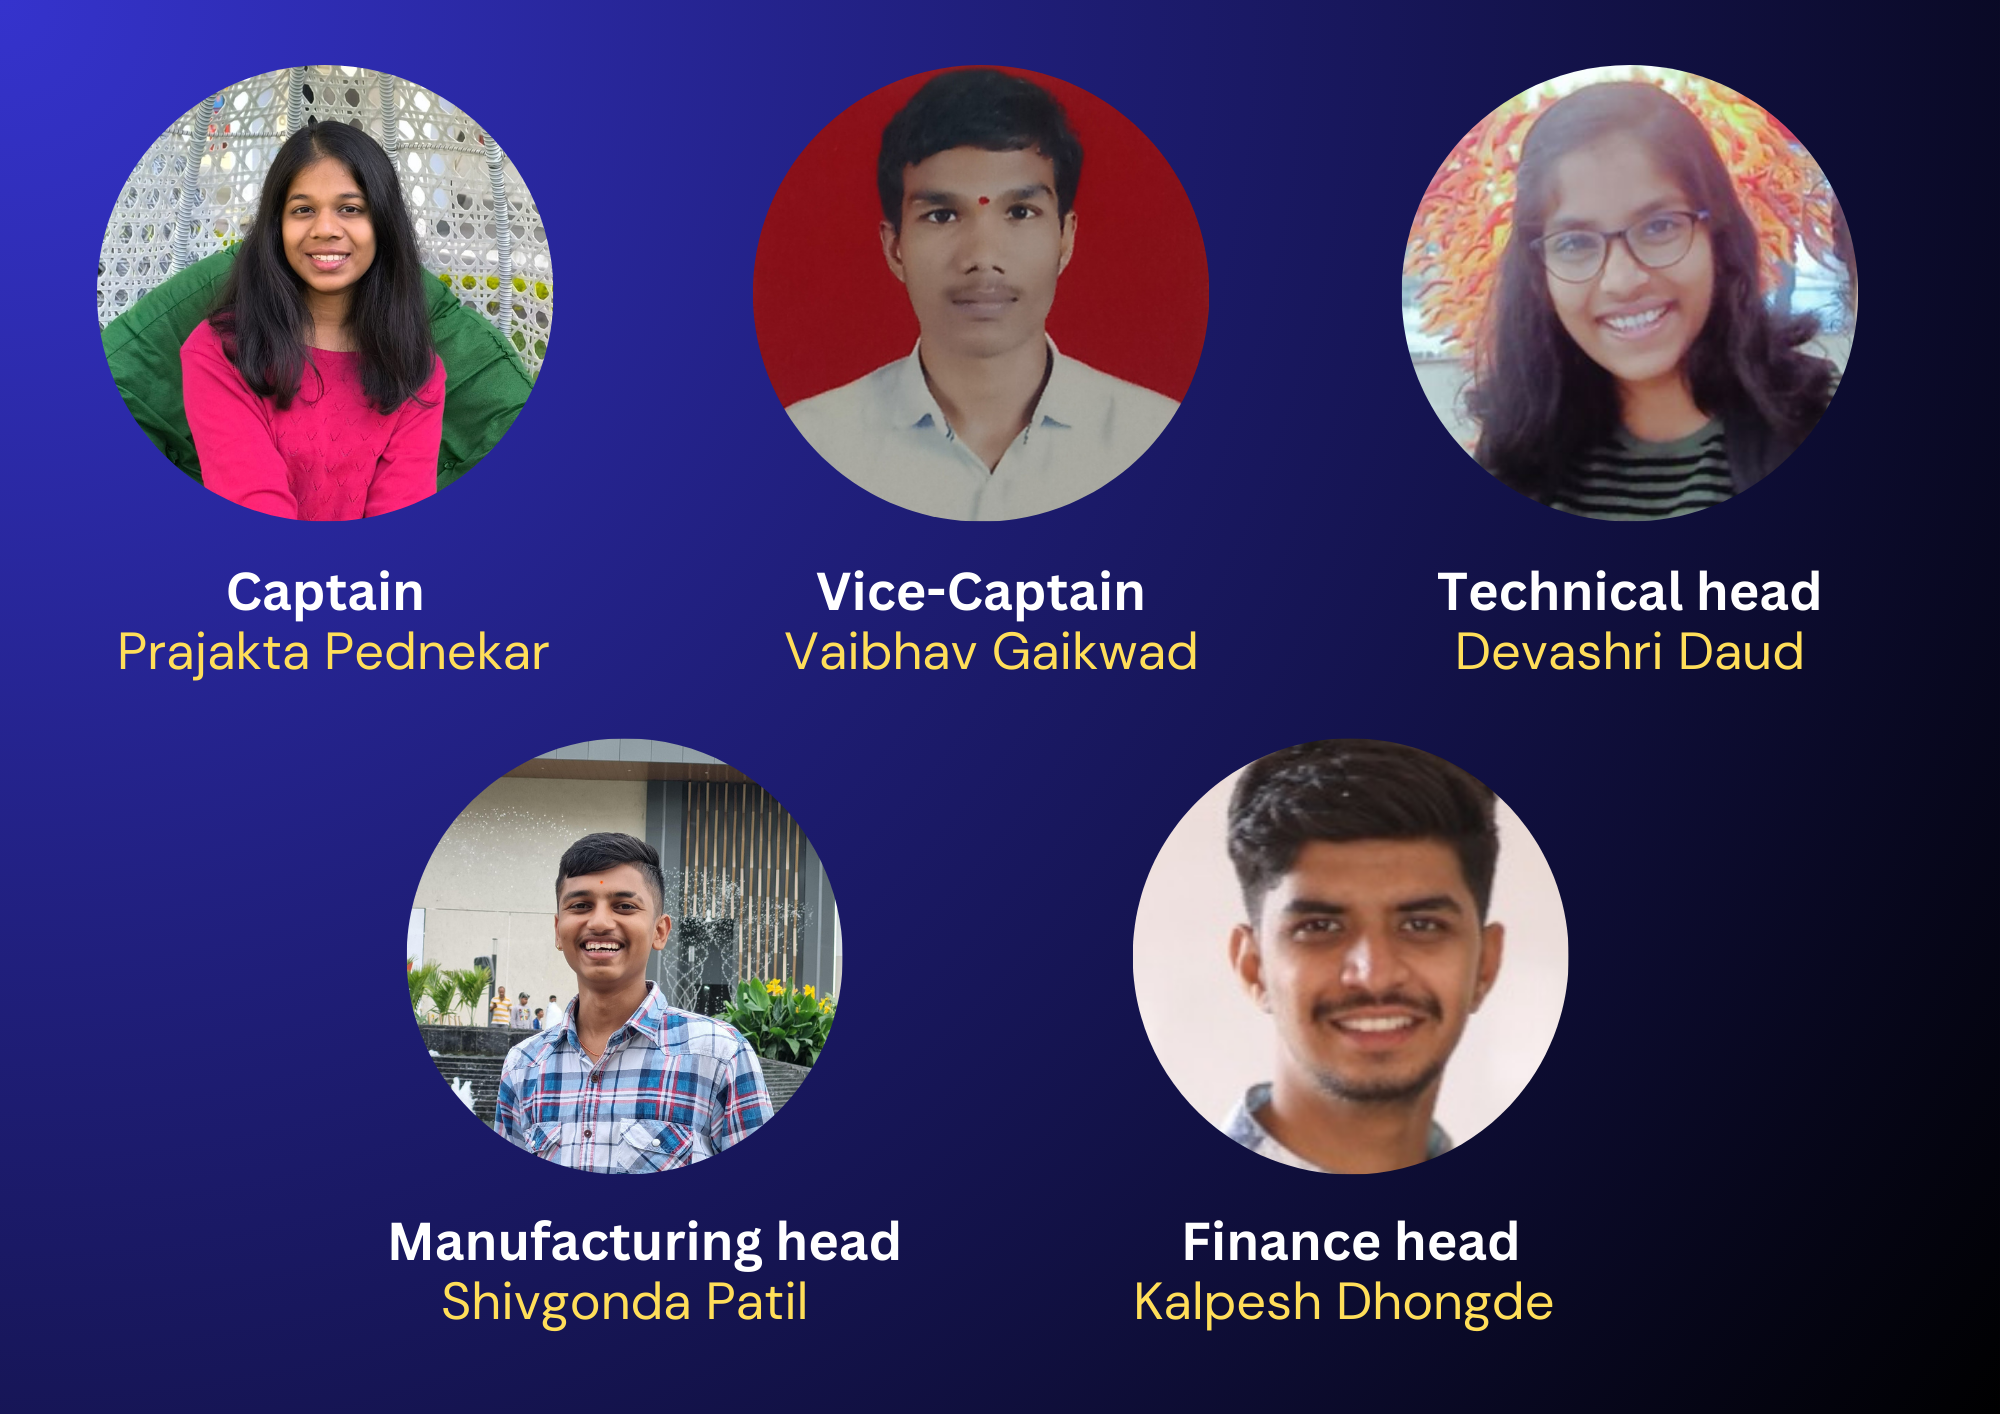 Captain
Prajakta Pednekar
Vice-Captain
Vaibhav Gaikwad
Technical head
Devashri Daud
Manufacturing head
Shivgonda Patil
Finance head
Kalpesh Dhongde